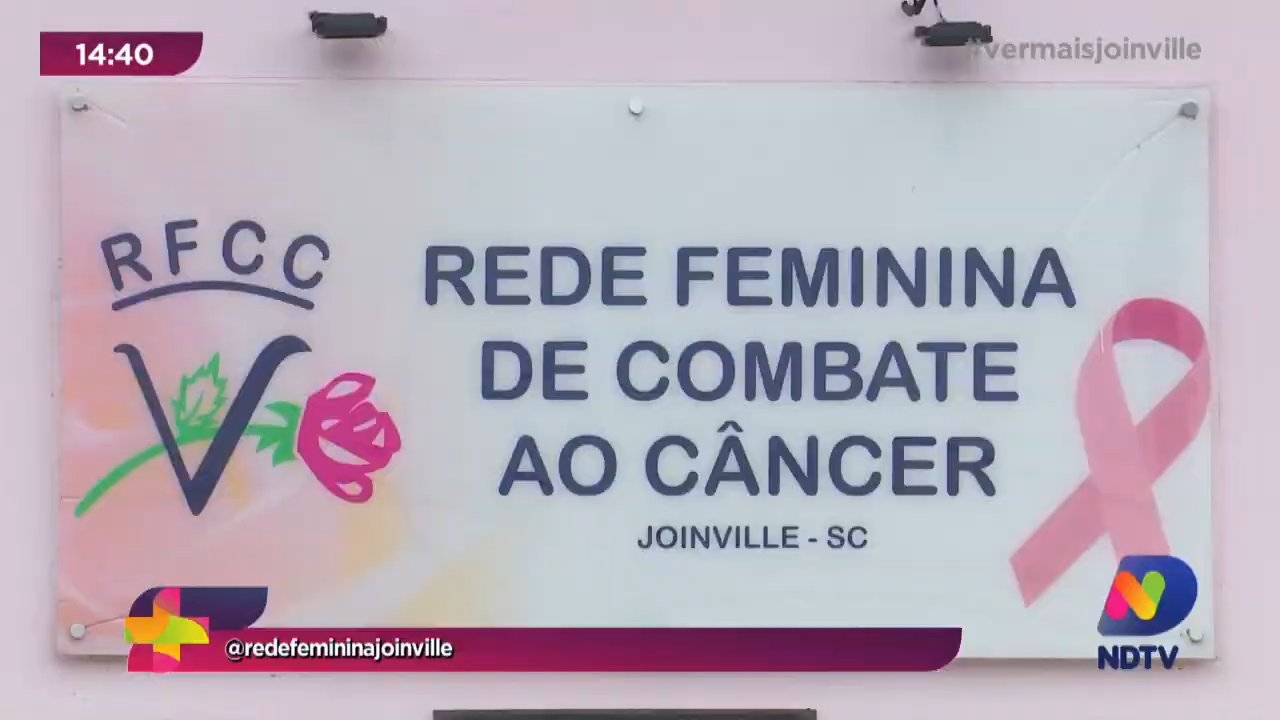 14:40
#vermaisjoinville
RFCC
REDE FEMININA
DE COMBATE
AO CÂNCER
JOINVILLE - SC
@redefemininajoinville
NDTV